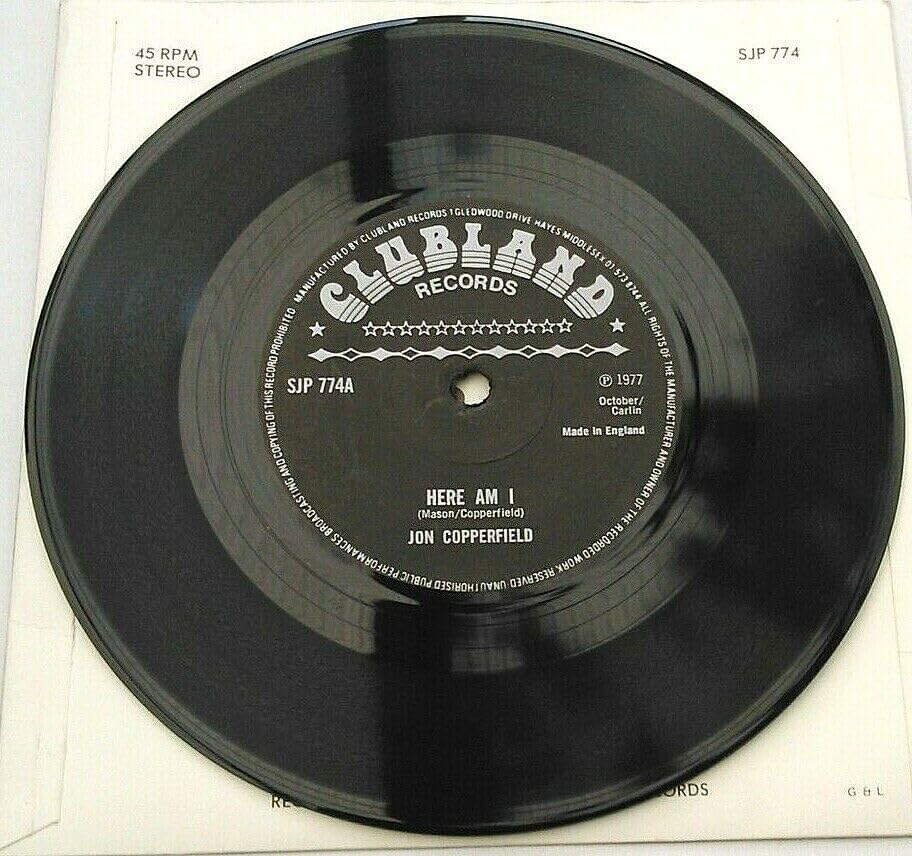 45 RPM
STEREO
SJP 774
MANUFACTURED BY CLUBLAND RECORDS 1 GLEDWOOD DRIVE HAYES MIDDLESEX 01 573 8744 ALL RIGHTS OF THE MANUFACTURER AND OWNER OF THE RECORDED WORK RESERVED UNAUTHORISED PUBLIC PERFORMANCES BROADCASTING AND COPYING OF THIS RECORD PROHIBITED
CLUBLAND
RECORDS
SJP 774A
℗ 1977
October/
Carlin
Made in England
HERE AM I
(Mason/Copperfield)
JON COPPERFIELD
G & L